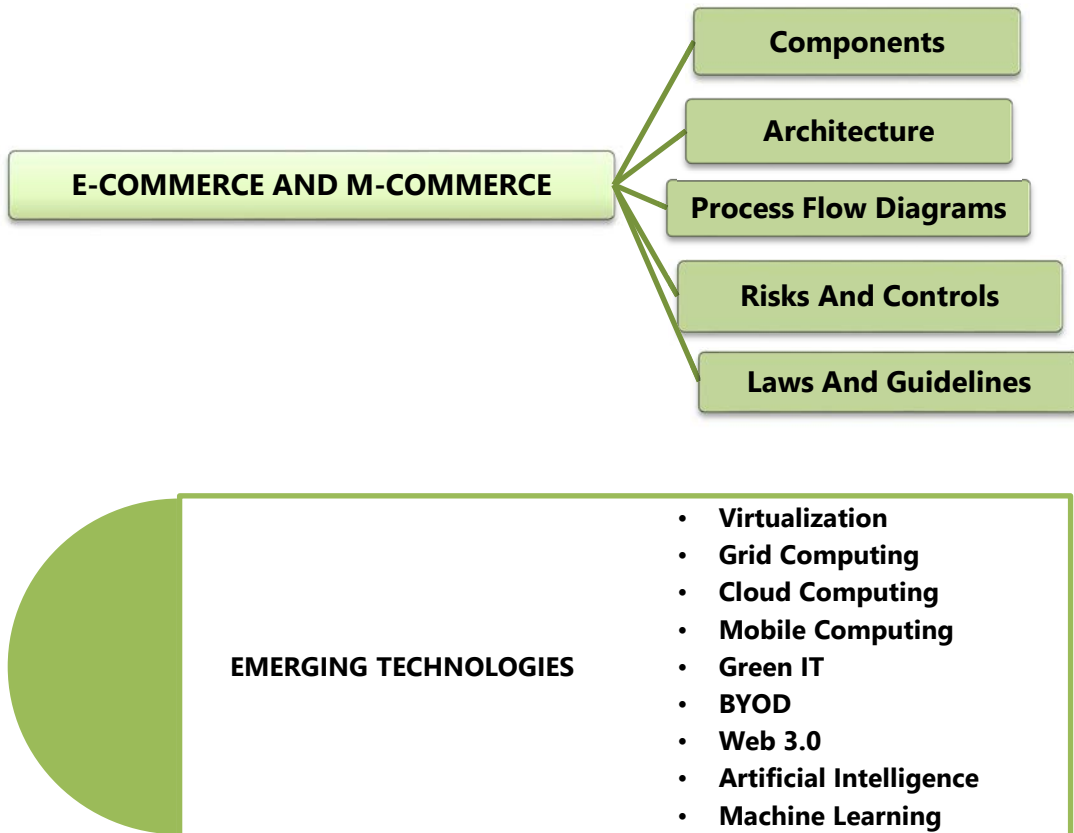 Components
Architecture
E-COMMERCE AND M-COMMERCE
Process Flow Diagrams
Risks And Controls
Laws And Guidelines
EMERGING TECHNOLOGIES
• Virtualization
• Grid Computing
• Cloud Computing
• Mobile Computing
• Green IT
• BYOD
• Web 3.0
• Artificial Intelligence
• Machine Learning